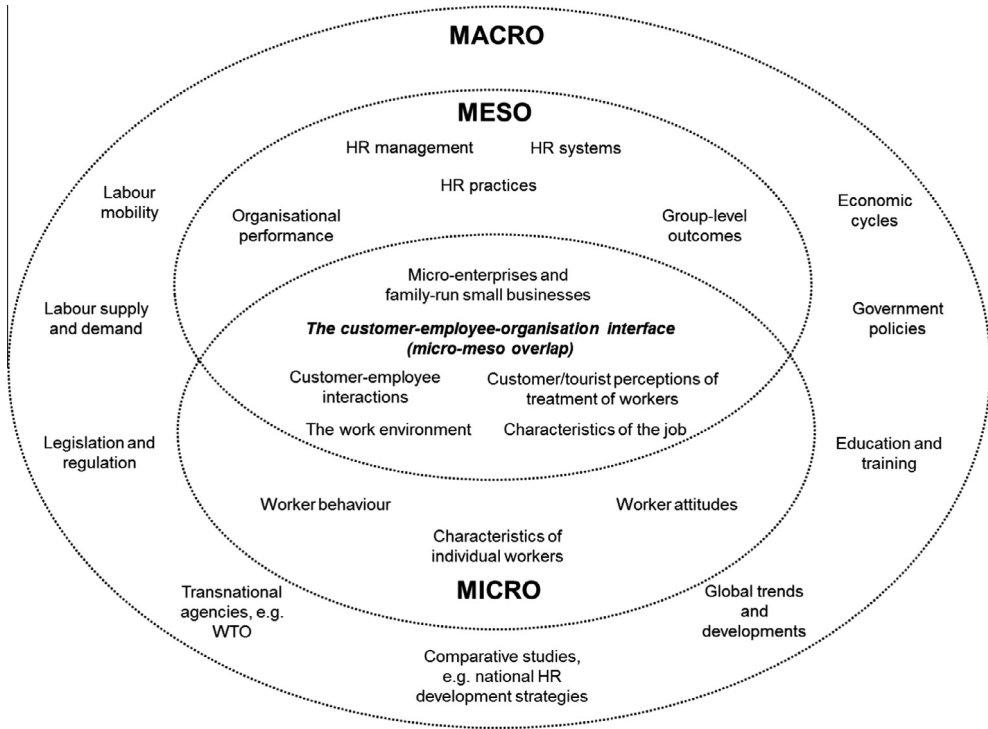 MACRO
MESO
HR management
HR systems
HR practices
Labour
mobility
Organisational
performance
Group-level
outcomes
Economic
cycles
Micro-enterprises and
family-run small businesses
Labour supply
and demand
The customer-employee-organisation interface
(micro-meso overlap)
Government
policies
Customer-employee
interactions
Customer/tourist perceptions of
treatment of workers
The work environment
Characteristics of the job
Legislation and
regulation
Education and
training
Worker behaviour
Worker attitudes
Characteristics of
individual workers
MICRO
Transnational
agencies, e.g.
WTO
Global trends
and
developments
Comparative studies,
e.g. national HR
development strategies